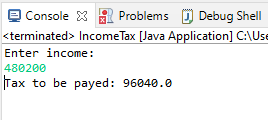 Console Problems Debug Shell
<terminated> IncomeTax [Java Application] C:\Use
Enter income:
480200
Tax to be payed: 96040.0